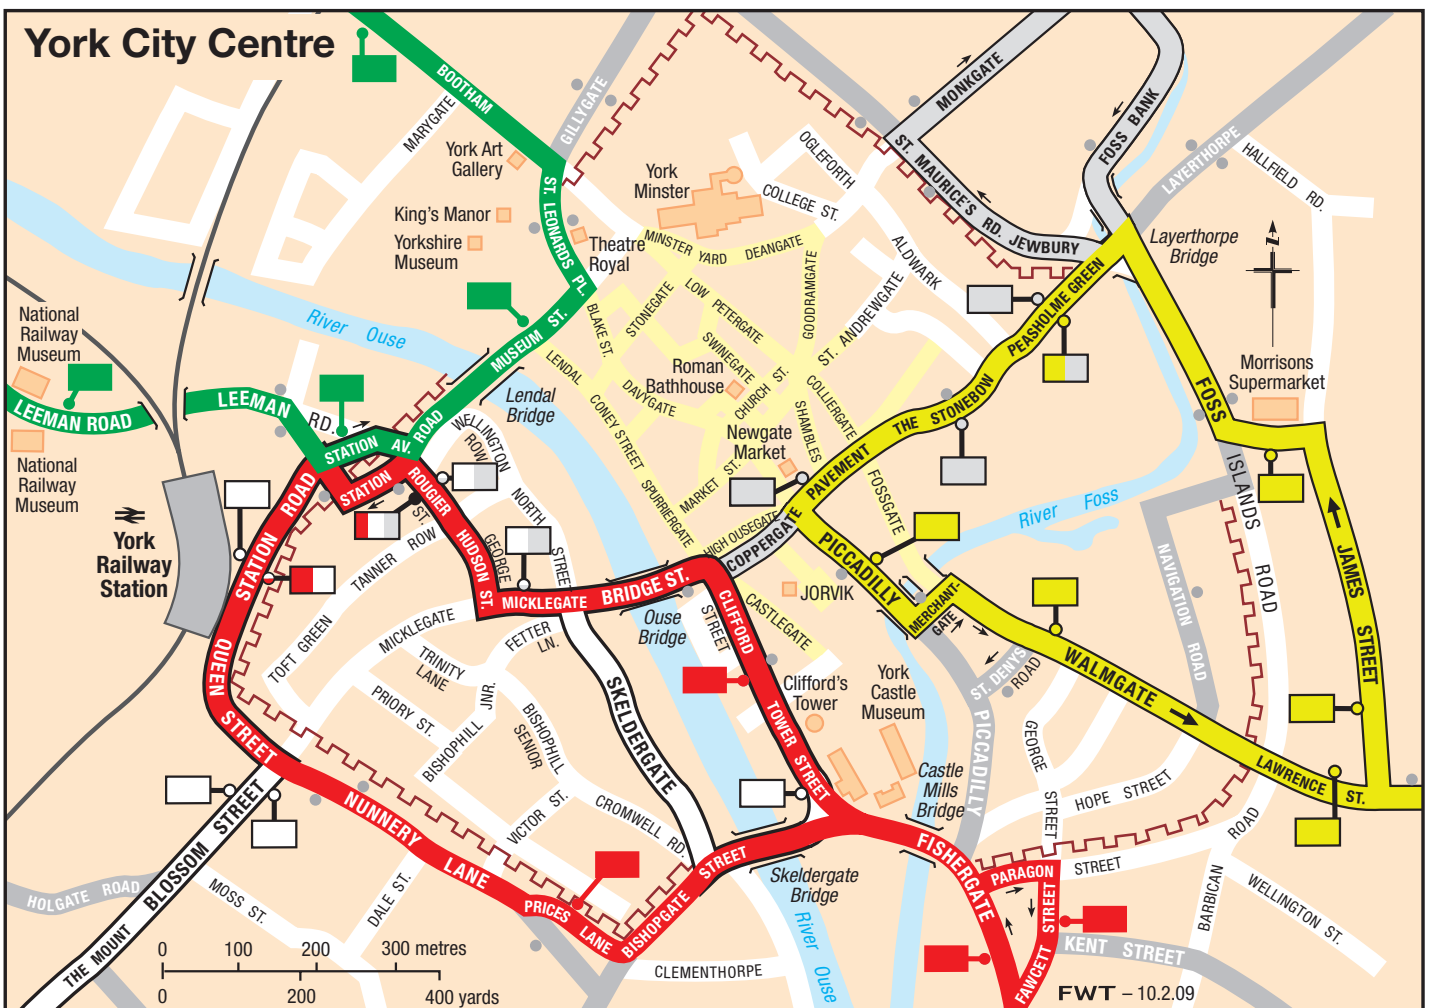 York City Centre
BOOTHAM
GILLYGATE
MARYGATE
MONKGATE
FOSS BANK
ST. MAURICE'S RD.
JEWBURY
LAYERTHORPE
HALLFIELD RD.
York Art
Gallery
King's Manor
Yorkshire
Museum
ST. LEONARDS PL.
Theatre
Royal
York
Minster
OGLEFORTH
COLLEGE ST.
MINSTER YARD
DEANGATE
ALDWARK
Layerthorpe
Bridge
PEASHOLME GREEN
GOODRAMGATE
ST. ANDREWGATE
STONEGATE
LOW PETERGATE
BLAKE ST.
SWINEGATE
National
Railway
Museum
River Ouse
MUSEUM ST.
LENDAL
Lendal
Bridge
Roman
Bathhouse
CHURCH ST.
DAVYGATE
CONEY STREET
COLLIERGATE
SHAMBLES
THE STONEBOW
FOSS
ISLANDS
ROAD
Morrisons
Supermarket
LEEMAN ROAD
LEEMAN
RD.
STATION
AV.
ROAD
WELLINGTON
ROW
Newgate
Market
MARKET ST.
SPURRIERGATE
PAVEMENT
FOSSGATE
National
Railway
Museum
STATION
ROAD
STATION
ROUGIER
ST.
NORTH
STREET
HIGH OUSEGATE
COPPERGATE
River Foss
York
Railway
Station
TANNER ROW
GEORGE
HUDSON
ST.
MICKLEGATE
BRIDGE ST.
PICCADILLY
NAVIGATION ROAD
JAMES
STREET
JORVIK
MERCHANT-
GATE
CASTLEGATE
CLIFFORD
STREET
Ouse
Bridge
TOFT GREEN
MICKLEGATE
FETTER
LN.
TRINITY
LANE
PRIORY ST.
BISHOPHILL
JNR.
BISHOPHILL
SENIOR
SKELDERGATE
QUEEN
STREET
York
Castle
Museum
Clifford's
Tower
TOWER STREET
ST. DENYS
ROAD
WALMGATE
PICCADILLY
GEORGE
STREET
Castle
Mills
Bridge
HOPE STREET
LAWRENCE ST.
VICTOR ST.
CROMWELL RD.
NUNNERY
LANE
BLOSSOM STREET
THE MOUNT
HOLGATE ROAD
MOSS ST.
DALE ST.
PRICES
LANE
BISHOPGATE
STREET
Skeldergate
Bridge
FISHERGATE
PARAGON
STREET
STREET
BARBICAN
ROAD
WELLINGTON ST.
KENT STREET
FAWCETT
CLEMENTHORPE
River Ouse
0 100 200 300 metres
0 200 400 yards
FWT – 10.2.09